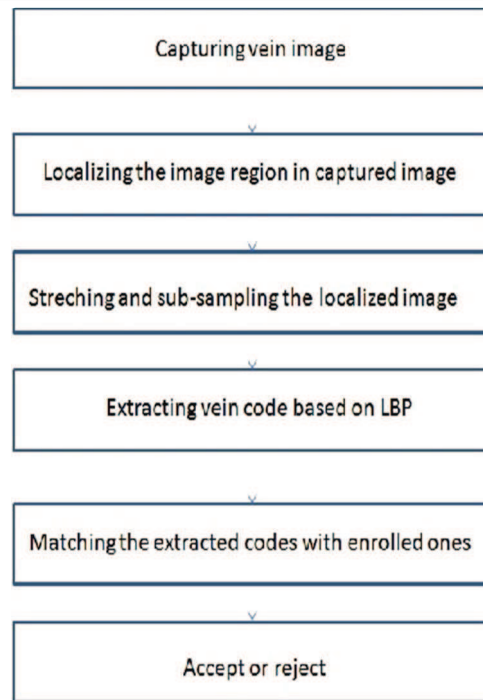 Capturing vein image
Localizing the image region in captured image
Streching and sub-sampling the localized image
Extracting vein code based on LBP
Matching the extracted codes with enrolled ones
Accept or reject